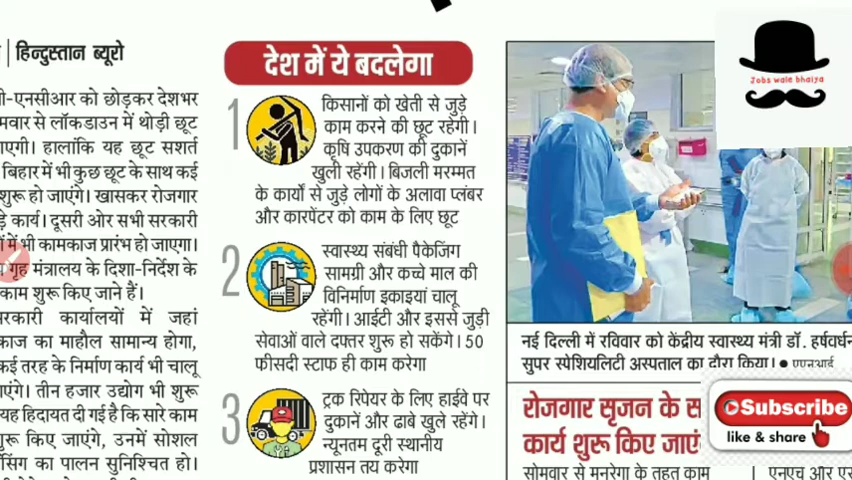 हिन्दुस्तान ब्यूरो
ी-एनसीआर को छोड़कर देशभर
मवार से लॉकडाउन में थोड़ी छूट
एगी। हालांकि यह छूट सशर्त
बिहार में भी कुछ छूट के साथ कई
शुरू हो जाएंगे। खासकर रोजगार
ड़े कार्य। दूसरी ओर सभी सरकारी
में भी कामकाज प्रारंभ हो जाएगा।
गृह मंत्रालय के दिशा-निर्देश के
काम शुरू किए जाने हैं।
रकारी कार्यालयों में जहां
काज का माहौल सामान्य होगा,
कई तरह के निर्माण कार्य भी चालू
एंगे। तीन हजार उद्योग भी शुरू
यह हिदायत दी गई है कि सारे काम
शुरू किए जाएंगे, उनमें सोशल
सिंग का पालन सुनिश्चित हो।
देश में ये बदलेगा
1 किसानों को खेती से जुड़े
काम करने की छूट रहेगी।
कृषि उपकरण की दुकानें
खुली रहेंगी। बिजली मरम्मत
के कार्यों से जुड़े लोगों के अलावा प्लंबर
और कारपेंटर को काम के लिए छूट
2 स्वास्थ्य संबंधी पैकेजिंग
सामग्री और कच्चे माल की
विनिर्माण इकाइयां चालू
रहेंगी। आईटी और इससे जुड़ी
सेवाओं वाले दफ्तर शुरू हो सकेंगे। 50
फीसदी स्टाफ ही काम करेगा
3 ट्रक रिपेयर के लिए हाईवे पर
दुकानें और ढाबे खुले रहेंगे।
न्यूनतम दूरी स्थानीय
प्रशासन तय करेगा
Jobs wale bhaiya
नई दिल्ली में रविवार को केंद्रीय स्वास्थ्य मंत्री डॉ. हर्षवर्धन
सुपर स्पेशियलिटी अस्पताल का दौरा किया। ● एएनआई
रोजगार सृजन के स
कार्य शुरू किए जाएं
सोमवार से मनरेगा के तहत काम
एनएच और एस
Subscribe
like & share